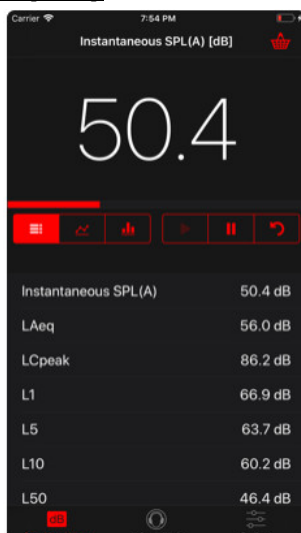 Carrier 7:54 PM
Instantaneous SPL(A) [dB]
50.4
Instantaneous SPL(A) 50.4 dB
LAeq 56.0 dB
LCpeak 86.2 dB
L1 66.9 dB
L5 63.7 dB
L10 60.2 dB
L50 46.4 dB
dB